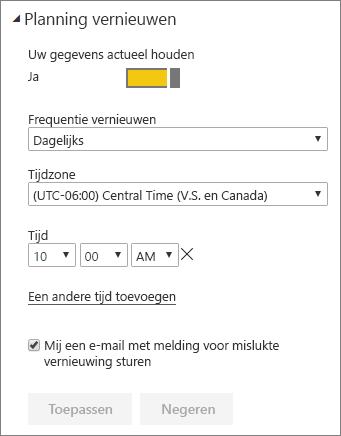 Planning vernieuwen
Uw gegevens actueel houden
Ja
Frequentie vernieuwen
Dagelijks
Tijdzone
(UTC-06:00) Central Time (V.S. en Canada)
Tijd
10 00 AM
Een andere tijd toevoegen
Mij een e-mail met melding voor mislukte
vernieuwing sturen
Toepassen Negeren